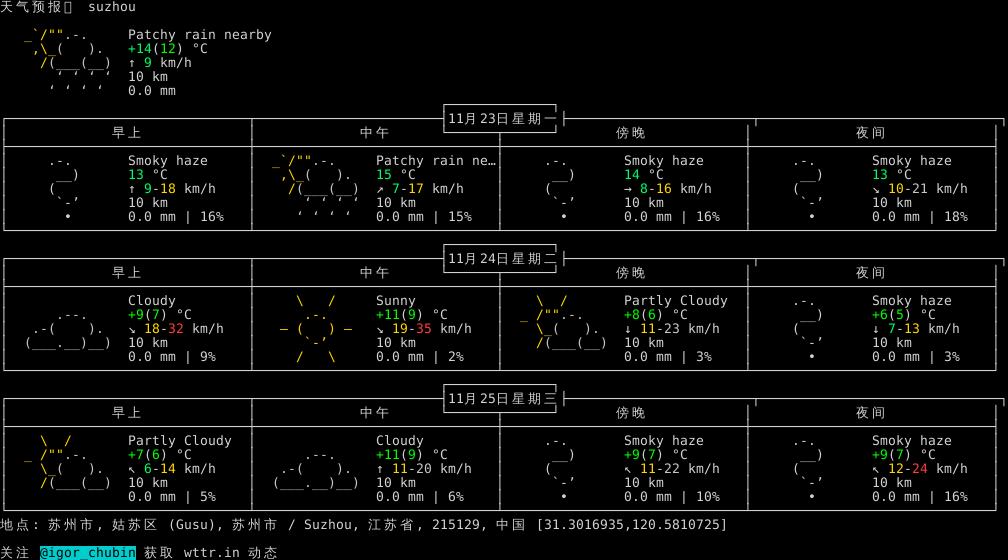 天气预报： suzhou
Patchy rain nearby
+14(12) °C
↑ 9 km/h
10 km
0.0 mm
11月23日星期一
早上 中午 傍晚 夜间
Smoky haze Patchy rain ne… Smoky haze Smoky haze
13 °C 15 °C 14 °C 13 °C
↑ 9-18 km/h ↗ 7-17 km/h → 8-16 km/h ↘ 10-21 km/h
10 km 10 km 10 km 10 km
0.0 mm | 16% 0.0 mm | 15% 0.0 mm | 16% 0.0 mm | 18%
11月24日星期二
早上 中午 傍晚 夜间
Cloudy Sunny Partly Cloudy Smoky haze
+9(7) °C +11(9) °C +8(6) °C +6(5) °C
↘ 18-32 km/h ↘ 19-35 km/h ↓ 11-23 km/h ↓ 7-13 km/h
10 km 10 km 10 km 10 km
0.0 mm | 9% 0.0 mm | 2% 0.0 mm | 3% 0.0 mm | 3%
11月25日星期三
早上 中午 傍晚 夜间
Partly Cloudy Cloudy Smoky haze Smoky haze
+7(6) °C +11(9) °C +9(7) °C +9(7) °C
↖ 6-14 km/h ↑ 11-20 km/h ↖ 11-22 km/h ↖ 12-24 km/h
10 km 10 km 10 km 10 km
0.0 mm | 5% 0.0 mm | 6% 0.0 mm | 10% 0.0 mm | 16%
地点: 苏州市, 姑苏区 (Gusu), 苏州市 / Suzhou, 江苏省, 215129, 中国 [31.3016935,120.5810725]
关注 @igor_chubin 获取 wttr.in 动态